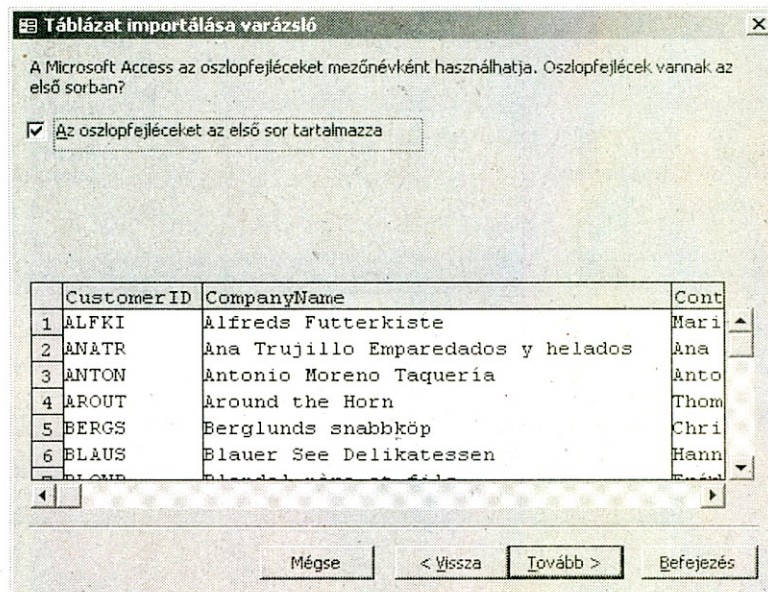 Táblázat importálása varázsló
A Microsoft Access az oszlopfejléceket mezőnévként használhatja. Oszlopfejlécek vannak az
első sorban?
Az oszlopfejléceket az első sor tartalmazza
CustomerID CompanyName Cont
1 ALFKI Alfreds Futterkiste Mari
2 ANATR Ana Trujillo Emparedados y helados Ana
3 ANTON Antonio Moreno Taquería Anto
4 AROUT Around the Horn Thom
5 BERGS Berglunds snabbköp Chri
6 BLAUS Blauer See Delikatessen Hann
Mégse < Vissza Tovább > Befejezés